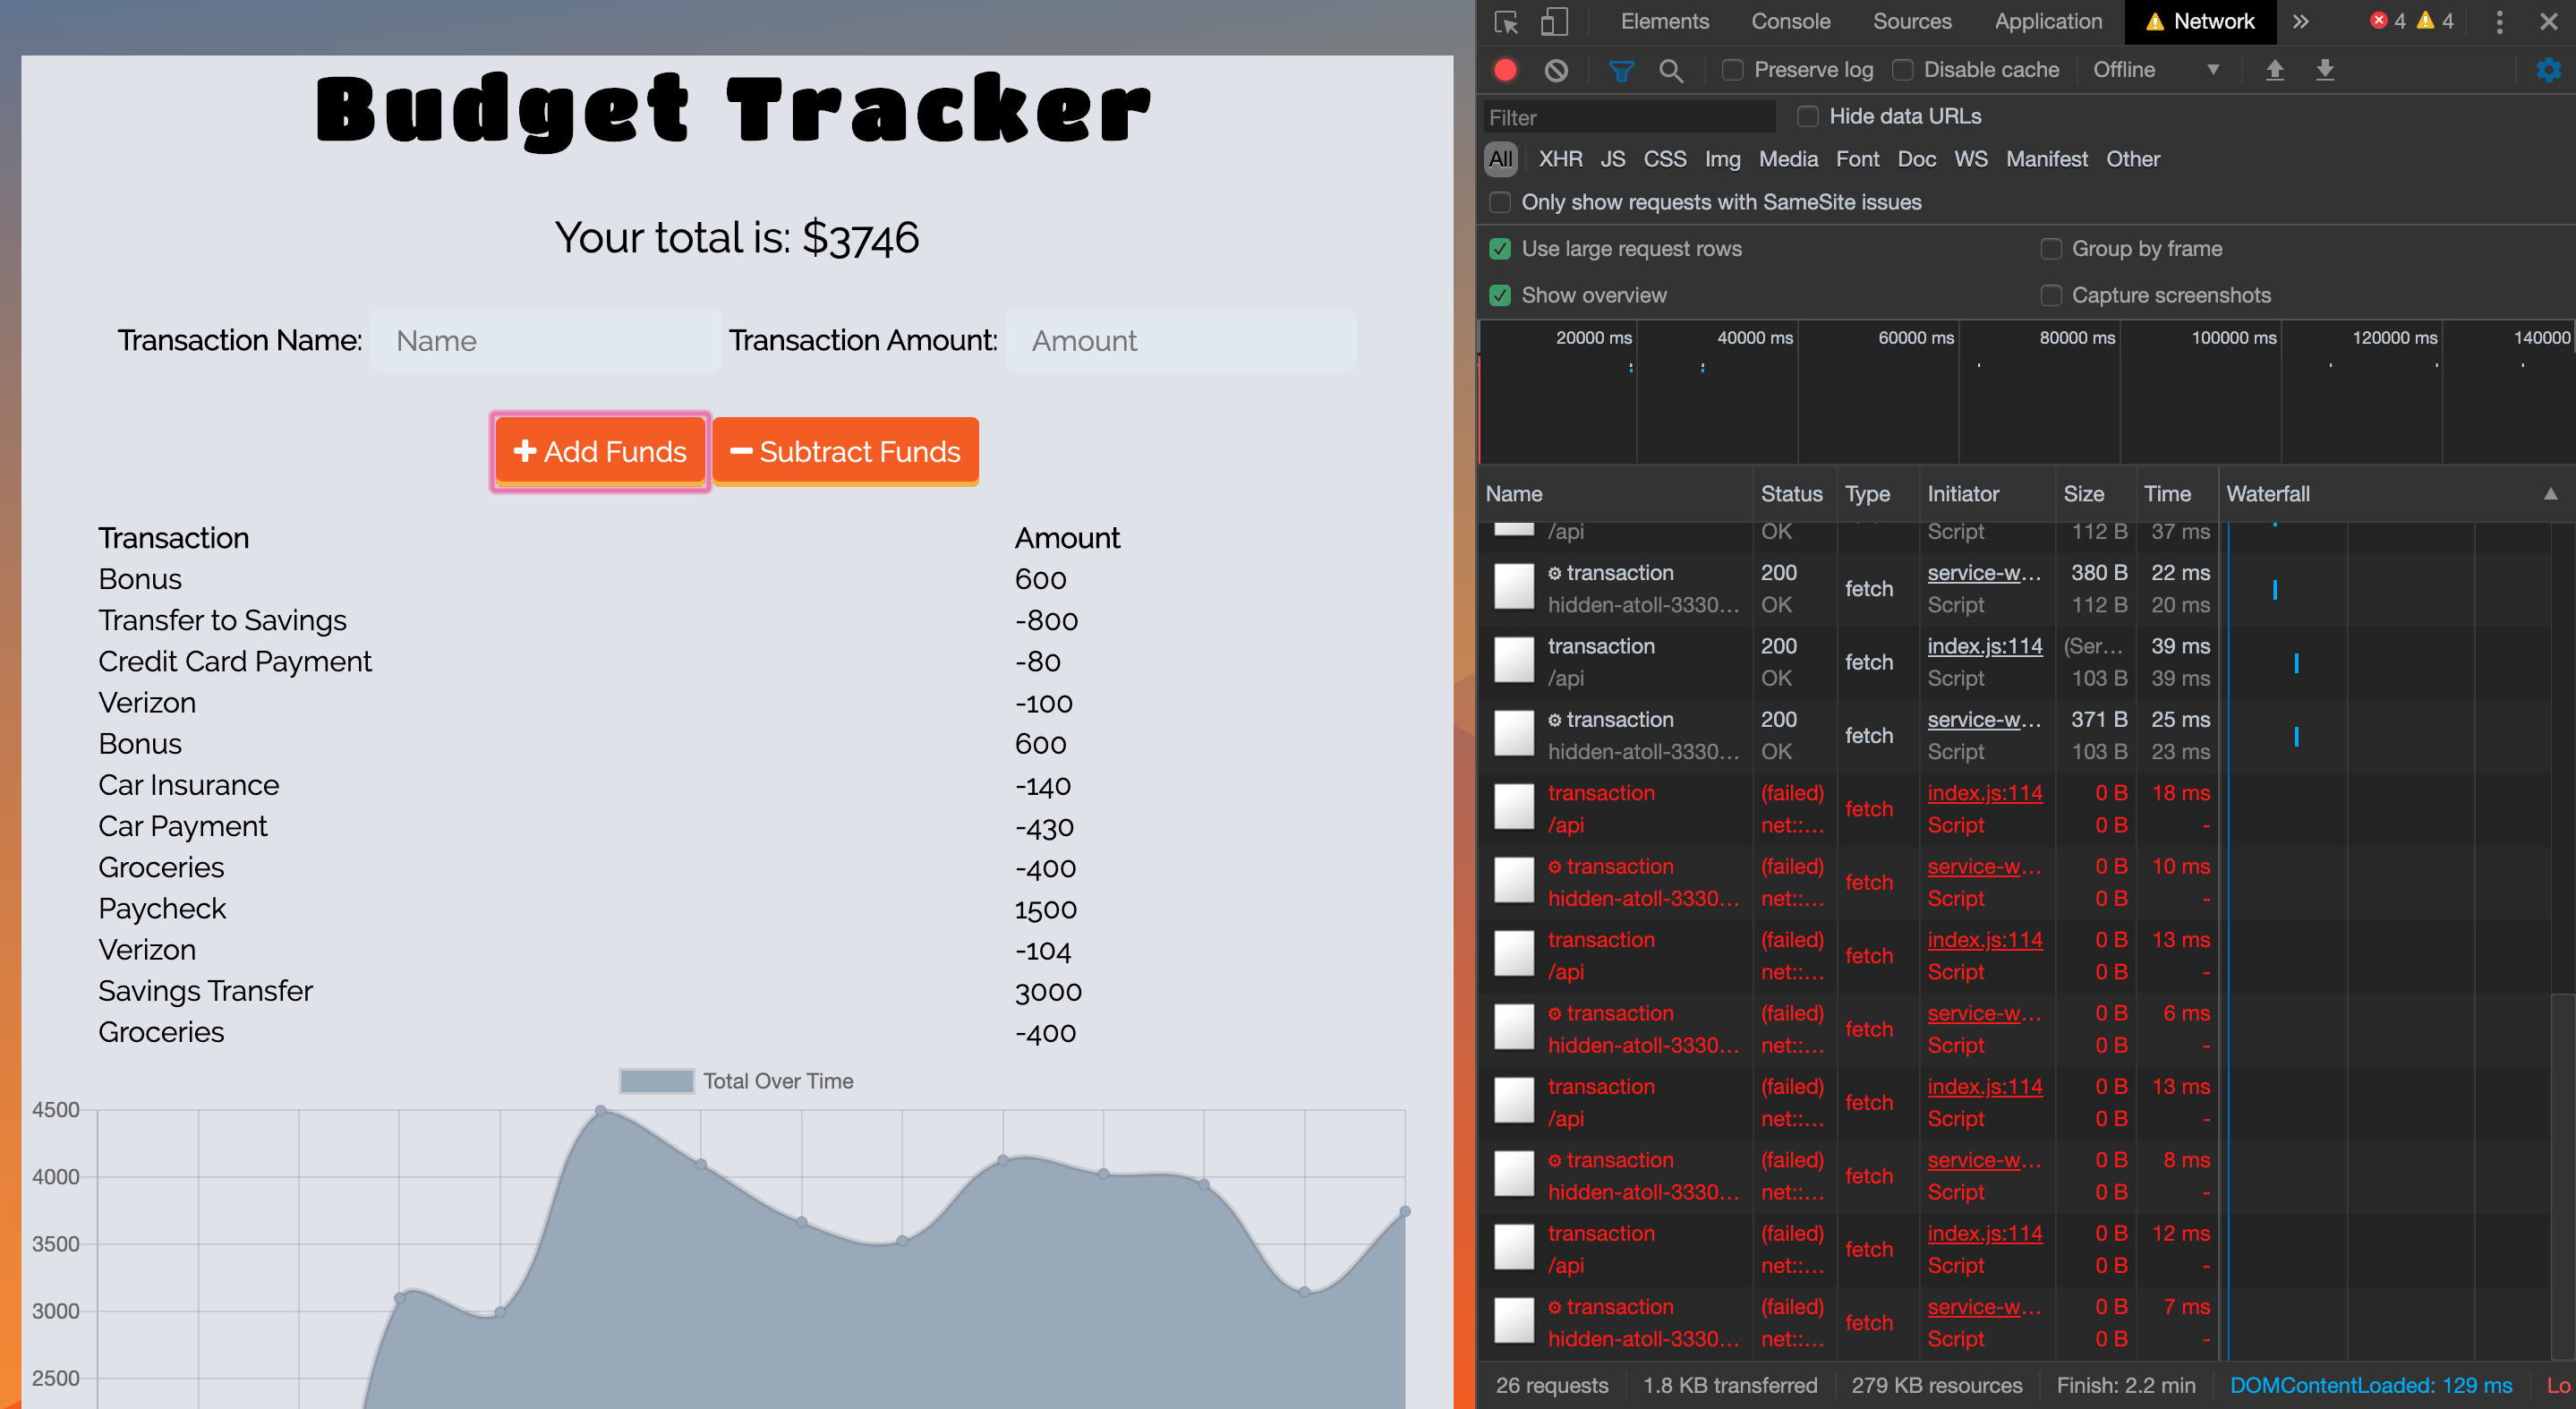 Budget Tracker
Your total is: $3746
Transaction Name: Name Transaction Amount: Amount
Add Funds Subtract Funds
Transaction Amount
Bonus 600
Transfer to Savings -800
Credit Card Payment -80
Verizon -100
Bonus 600
Car Insurance -140
Car Payment -430
Groceries -400
Paycheck 1500
Verizon -104
Savings Transfer 3000
Groceries -400
Total Over Time
4500
4000
3500
3000
2500
Elements Console Sources Application Network 4 4
Preserve log Disable cache Offline
Filter Hide data URLs
All XHR JS CSS Img Media Font Doc WS Manifest Other
Only show requests with SameSite issues
Use large request rows Group by frame
Show overview Capture screenshots
20000 ms 40000 ms 60000 ms 80000 ms 100000 ms 120000 ms 140000
Name Status Type Initiator Size Time Waterfall
/api OK Script 112 B 37 ms
transaction 200 fetch service-w... 380 B 22 ms
hidden-atoll-3330... OK Script 112 B 20 ms
transaction 200 fetch index.js:114 (Ser... 39 ms
/api OK Script 103 B 39 ms
transaction 200 fetch service-w... 371 B 25 ms
hidden-atoll-3330... OK Script 103 B 23 ms
transaction (failed) fetch index.js:114 0 B 18 ms
/api net::... Script 0 B -
transaction (failed) fetch service-w... 0 B 10 ms
hidden-atoll-3330... net::... Script 0 B -
transaction (failed) fetch index.js:114 0 B 13 ms
/api net::... Script 0 B -
transaction (failed) fetch service-w... 0 B 6 ms
hidden-atoll-3330... net::... Script 0 B -
transaction (failed) fetch index.js:114 0 B 13 ms
/api net::... Script 0 B -
transaction (failed) fetch service-w... 0 B 8 ms
hidden-atoll-3330... net::... Script 0 B -
transaction (failed) fetch index.js:114 0 B 12 ms
/api net::... Script 0 B -
transaction (failed) fetch service-w... 0 B 7 ms
hidden-atoll-3330... net::... Script 0 B -
26 requests 1.8 KB transferred 279 KB resources Finish: 2.2 min DOMContentLoaded: 129 ms Lo